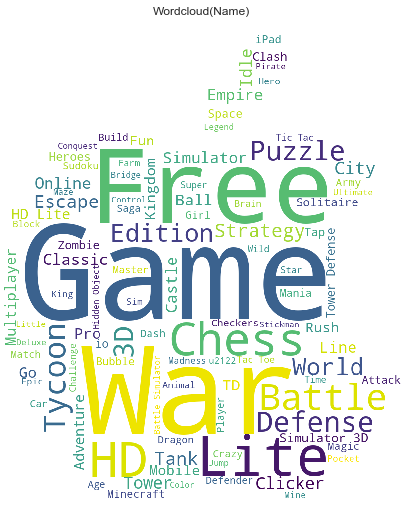 Wordcloud(Name)
iPad
Clash
Pirate
Idle
Hero
Empire
Space
Legend
Build
Fun
Tic Tac
Conquest
Heroes
Farm
Simulator
Puzzle
Sudoku
Bridge
Kingdom
City
Online
Maze
Free
Super
Brain
Army
Ultimate
Escape
Control
Saga
Ball
Girl
Solitaire
HD Lite
Block
Edition
Strategy
Tap
Multiplayer
Zombie
Classic
Game
Wild
Tower Defense
Hidden Object
Master
Castle
Star
King
Sim
Mania
Little
Tycoon
Pro
3D
Dash
Checkers
Stickman
Rush
Deluxe
io
Chess
Line
Match
Bubble
Madness
u2122
Tac Toe
Go
Epic
Challenge
War
Animal
TD
World
Time
Attack
Car
Battle Simulator
Player
Battle
Adventure
Defense
Dragon
Simulator 3D
HD
Tank
Crazy
Lite
Magic
Mobile
Jump
Pocket
Tower
Age
Color
Defender
Clicker
Minecraft
Wine